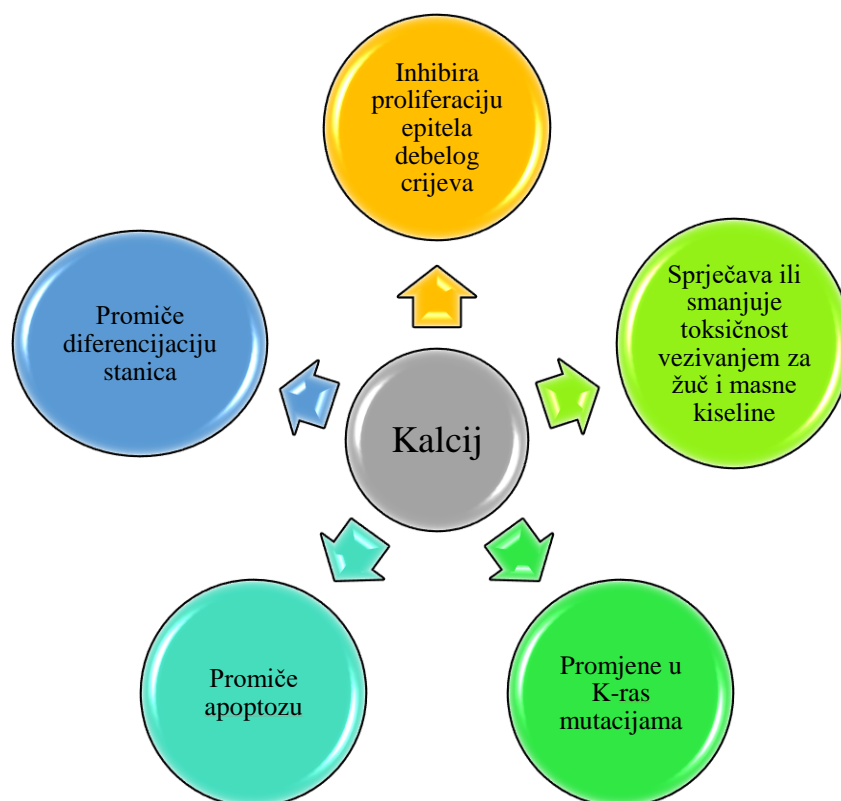 Inhibira
proliferaciju
epitela
debelog
crijeva
Sprječava ili
smanjuje
toksičnost
vezivanjem za
žuč i masne
kiseline
Promiče
diferencijaciju
stanica
Kalcij
Promiče
apoptozu
Promjene u
K-ras
mutacijama